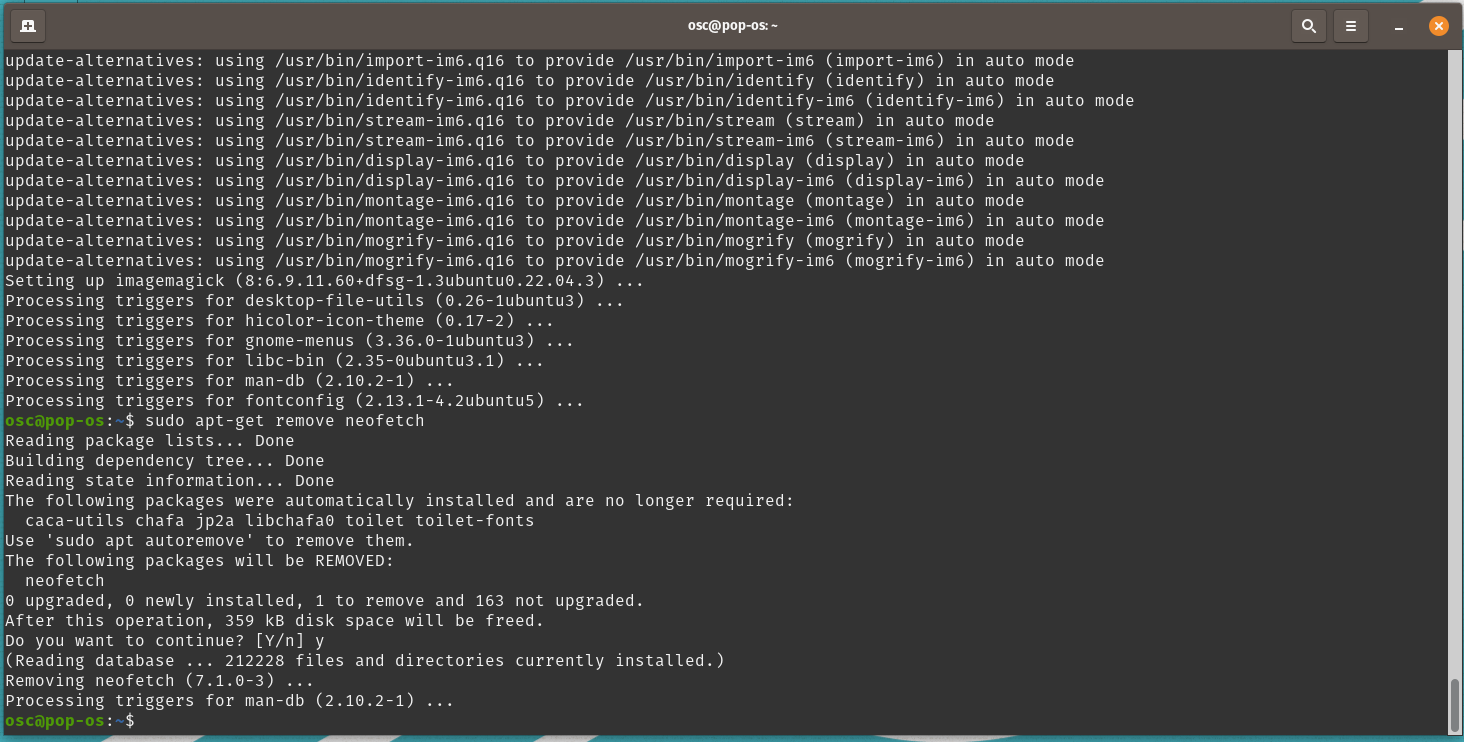 osc@pop-os: ~
update-alternatives: using /usr/bin/import-im6.q16 to provide /usr/bin/import-im6 (import-im6) in auto mode
update-alternatives: using /usr/bin/identify-im6.q16 to provide /usr/bin/identify (identify) in auto mode
update-alternatives: using /usr/bin/identify-im6.q16 to provide /usr/bin/identify-im6 (identify-im6) in auto mode
update-alternatives: using /usr/bin/stream-im6.q16 to provide /usr/bin/stream (stream) in auto mode
update-alternatives: using /usr/bin/stream-im6.q16 to provide /usr/bin/stream-im6 (stream-im6) in auto mode
update-alternatives: using /usr/bin/display-im6.q16 to provide /usr/bin/display (display) in auto mode
update-alternatives: using /usr/bin/display-im6.q16 to provide /usr/bin/display-im6 (display-im6) in auto mode
update-alternatives: using /usr/bin/montage-im6.q16 to provide /usr/bin/montage (montage) in auto mode
update-alternatives: using /usr/bin/montage-im6.q16 to provide /usr/bin/montage-im6 (montage-im6) in auto mode
update-alternatives: using /usr/bin/mogrify-im6.q16 to provide /usr/bin/mogrify (mogrify) in auto mode
update-alternatives: using /usr/bin/mogrify-im6.q16 to provide /usr/bin/mogrify-im6 (mogrify-im6) in auto mode
Setting up imagemagick (8:6.9.11.60+dfsg-1.3ubuntu0.22.04.3) ...
Processing triggers for desktop-file-utils (0.26-1ubuntu3) ...
Processing triggers for hicolor-icon-theme (0.17-2) ...
Processing triggers for gnome-menus (3.36.0-1ubuntu3) ...
Processing triggers for libc-bin (2.35-0ubuntu3.1) ...
Processing triggers for man-db (2.10.2-1) ...
Processing triggers for fontconfig (2.13.1-4.2ubuntu5) ...
osc@pop-os:~$ sudo apt-get remove neofetch
Reading package lists... Done
Building dependency tree... Done
Reading state information... Done
The following packages were automatically installed and are no longer required:
  caca-utils chafa jp2a libchafa0 toilet toilet-fonts
Use 'sudo apt autoremove' to remove them.
The following packages will be REMOVED:
  neofetch
0 upgraded, 0 newly installed, 1 to remove and 163 not upgraded.
After this operation, 359 kB disk space will be freed.
Do you want to continue? [Y/n] y
(Reading database ... 212228 files and directories currently installed.)
Removing neofetch (7.1.0-3) ...
Processing triggers for man-db (2.10.2-1) ...
osc@pop-os:~$